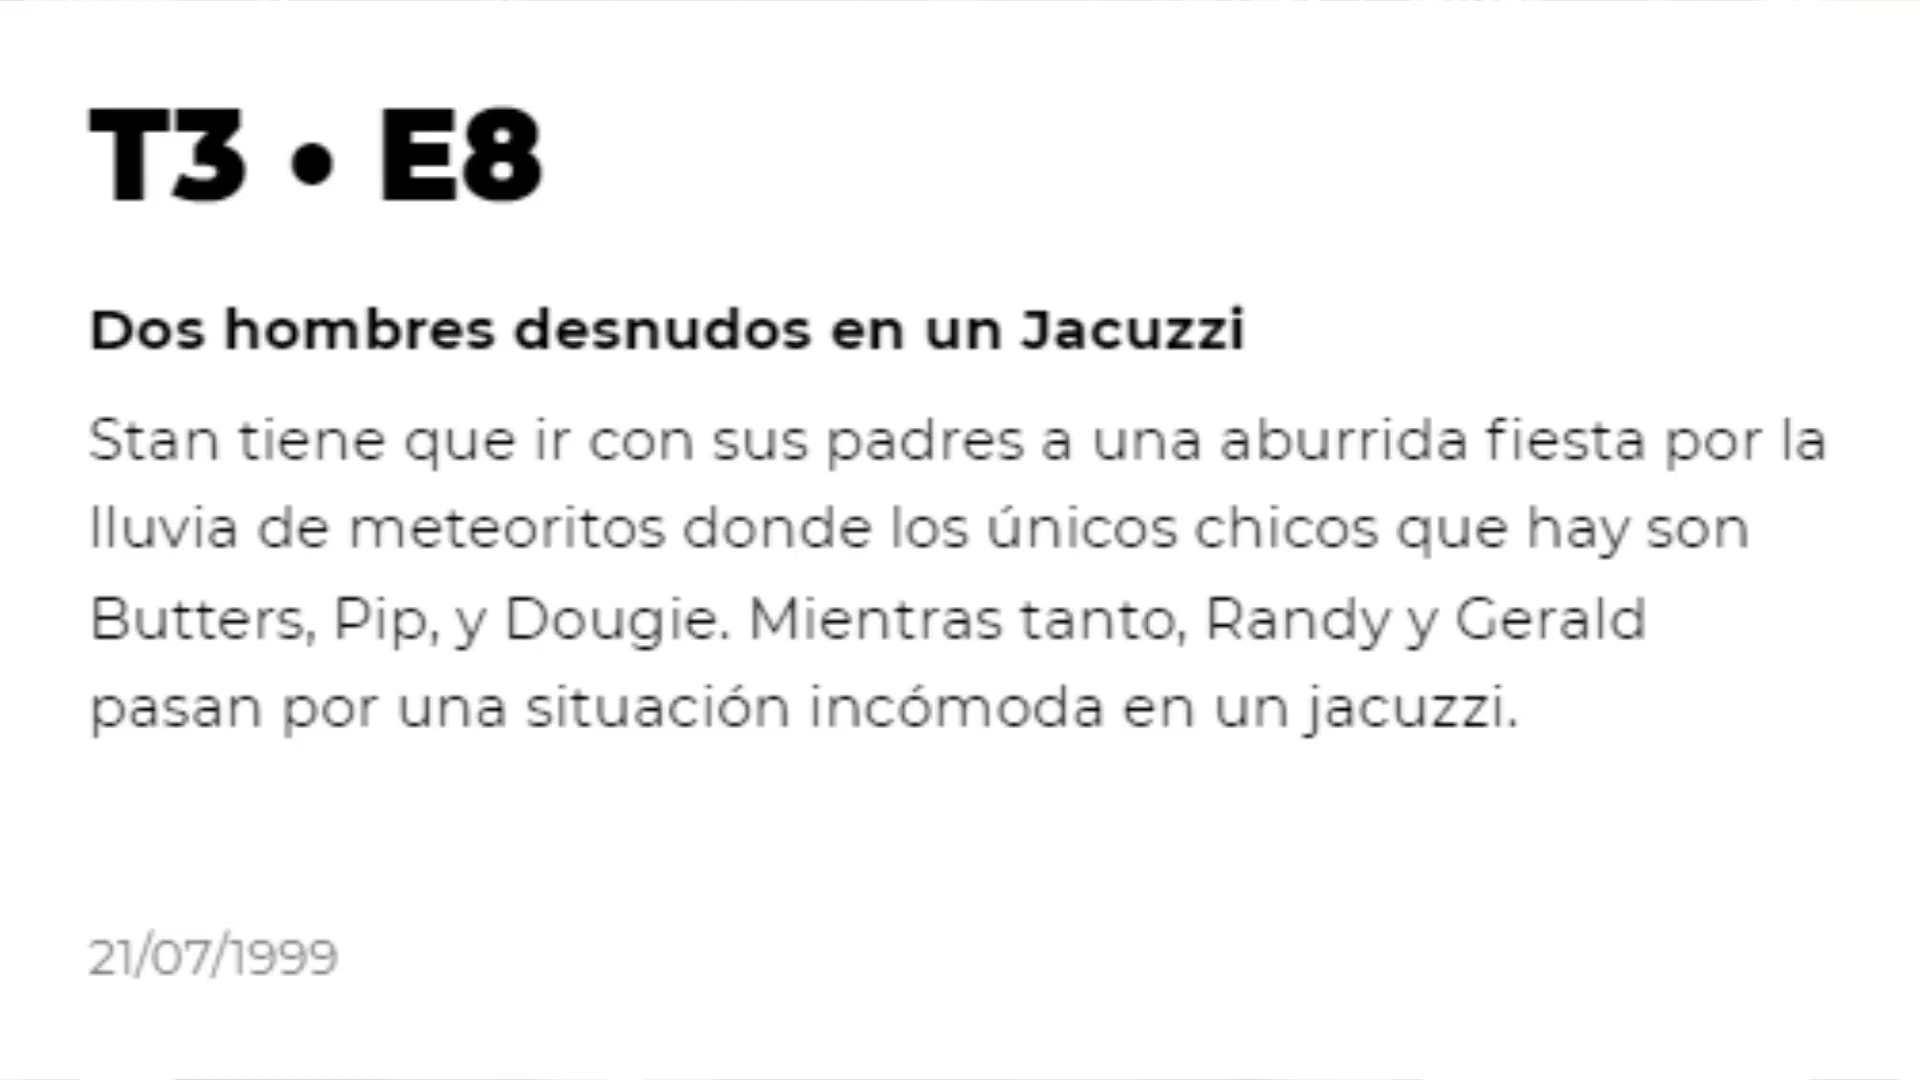 T3 • E8
Dos hombres desnudos en un Jacuzzi
Stan tiene que ir con sus padres a una aburrida fiesta por la
lluvia de meteoritos donde los únicos chicos que hay son
Butters, Pip, y Dougie. Mientras tanto, Randy y Gerald
pasan por una situación incómoda en un jacuzzi.
21/07/1999